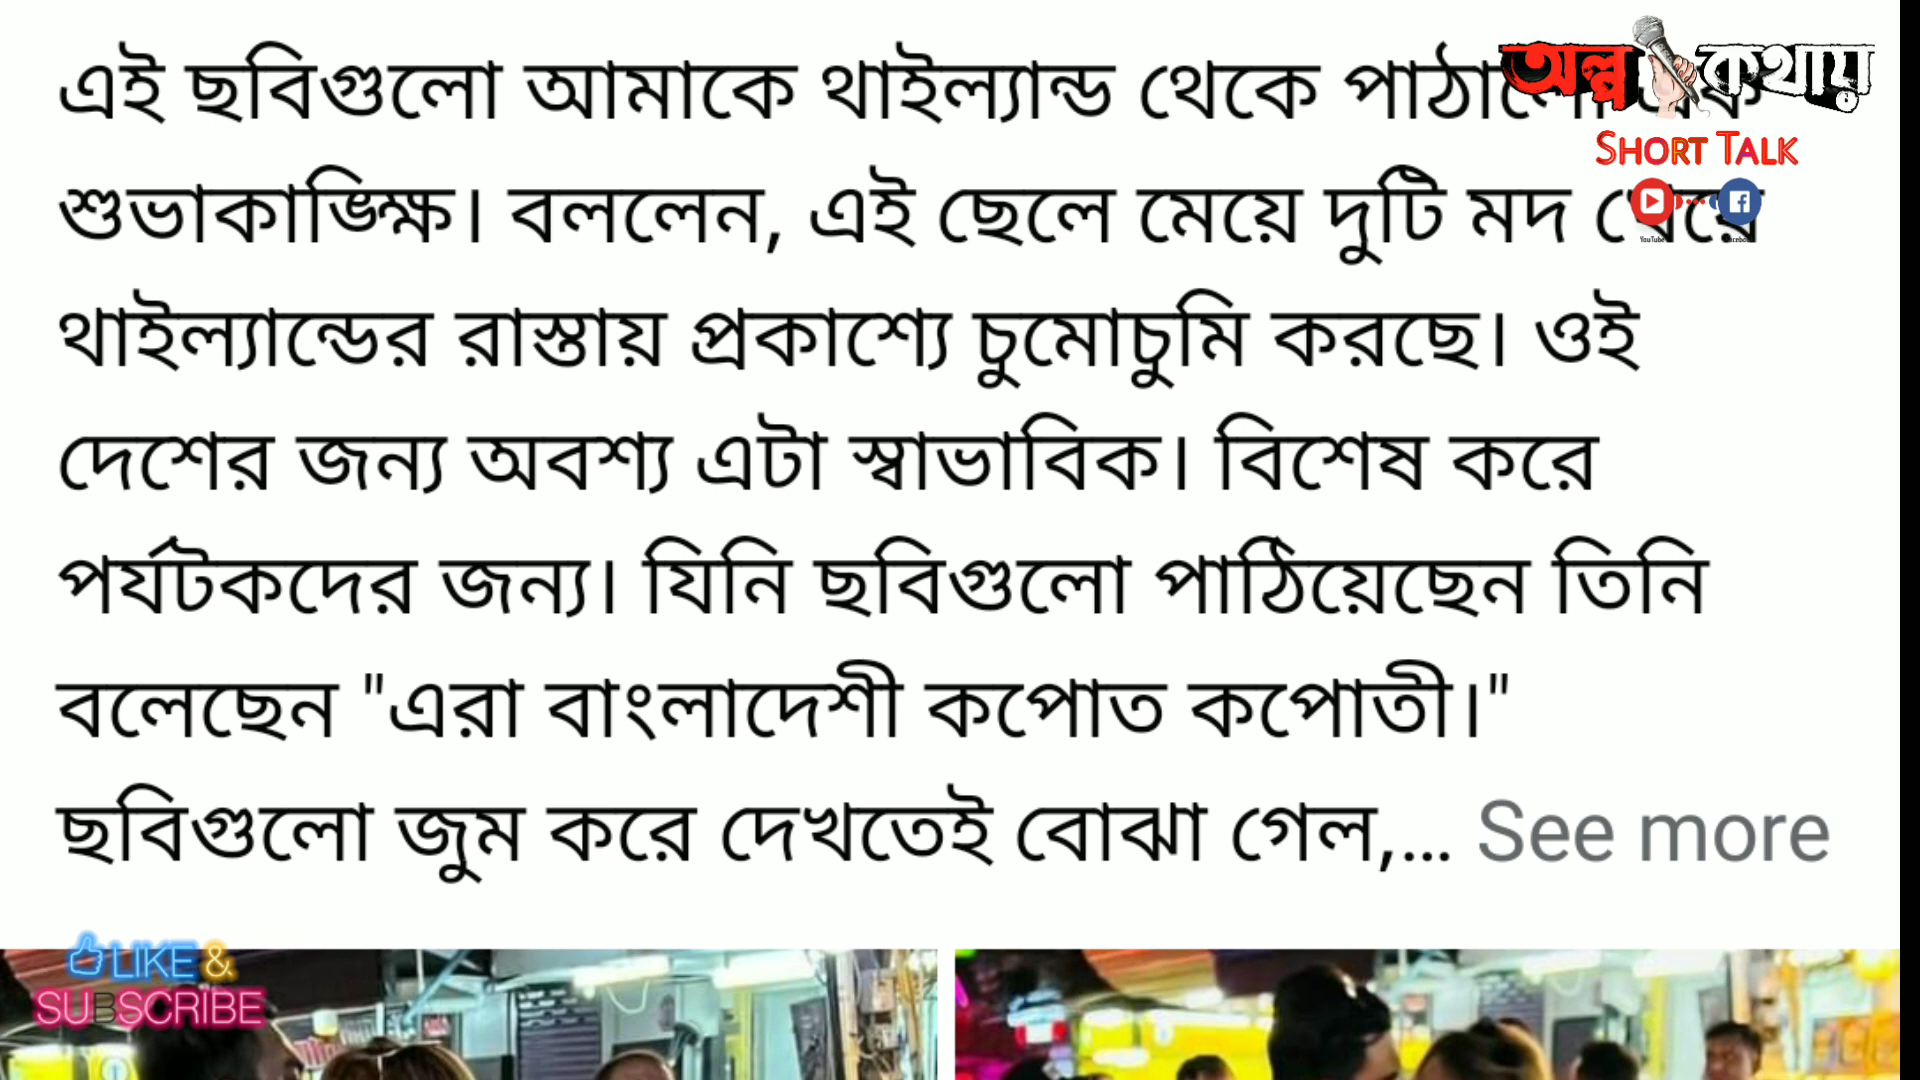 এই ছবিগুলো আমাকে থাইল্যান্ড থেকে
শুভাকাঙ্ক্ষি। বললেন, এই ছেলে মেয়ে দুটি মদ খেয়ে
থাইল্যান্ডের রাস্তায় প্রকাশ্যে চুমোচুমি করছে। ওই
দেশের জন্য অবশ্য এটা স্বাভাবিক। বিশেষ করে
পর্যটকদের জন্য। যিনি ছবিগুলো পাঠিয়েছেন তিনি
বলেছেন "এরা বাংলাদেশী কপোত কপোতী।"
ছবিগুলো জুম করে দেখতেই বোঝা গেল,... See more
অল্প কথায়
SHORT TALK
YouTube
LIKE &
SUBSCRIBE